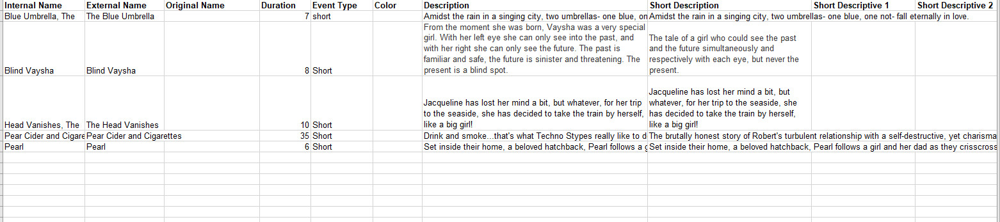 Internal Name External Name Original Name Duration Event Type Color Description Short Description Short Descriptive 1 Short Descriptive 2
Blue Umbrella, The The Blue Umbrella 7 short Amidst the rain in a singing city, two umbrellas- one blue, on Amidst the rain in a singing city, two umbrellas- one blue, one not- fall eternally in love.
From the moment she was born, Vaysha was a very special
girl. With her left eye she can only see into the past, and
with her right she can only see the future. The past is
familiar and safe, the future is sinister and threatening. The
present is a blind spot.
The tale of a girl who could see the past
and the future simultaneously and
respectively with each eye, but never the
present.
Blind Vaysha Blind Vaysha 8 Short
Jacqueline has lost her mind a bit, but whatever, for her trip
to the seaside, she has decided to take the train by herself,
like a big girl!
Jacqueline has lost her mind a bit, but
whatever, for her trip to the seaside, she
has decided to take the train by herself,
like a big girl!
Head Vanishes, The The Head Vanishes 10 Short
Pear Cider and Cigare Pear Cider and Cigarettes 35 Short Drink and smoke...that's what Techno Stypes really like to d The brutally honest story of Robert's turbulent relationship with a self-destructive, yet charisma
Pearl Pearl 6 Short Set inside their home, a beloved hatchback, Pearl follows a g Set inside their home, a beloved hatchback, Pearl follows a girl and her dad as they crisscross